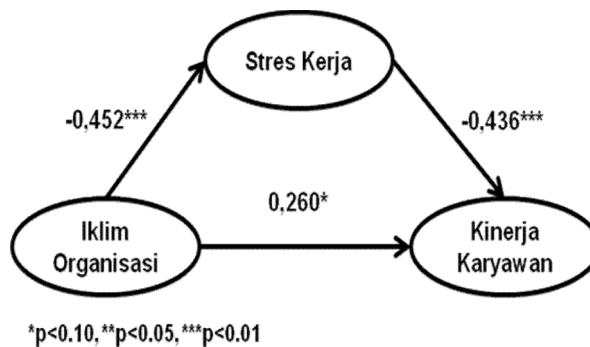 Stres Kerja
-0,452***
-0,436***
0,260*
Iklim
Organisasi
Kinerja
Karyawan
*p<0.10,**p<0.05,***p<0.01